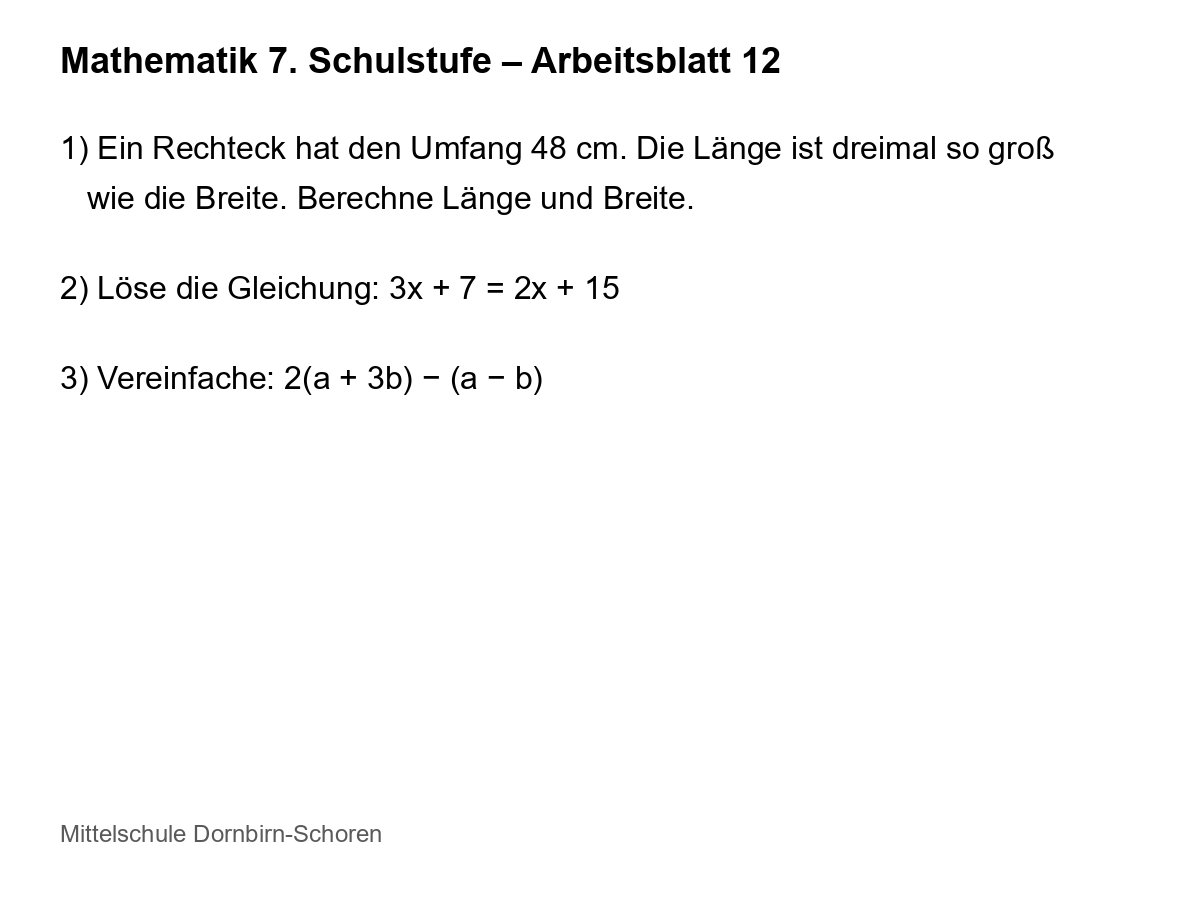 Mathematik 7. Schulstufe – Arbeitsblatt 12
1) Ein Rechteck hat den Umfang 48 cm. Die Länge ist dreimal so groß
wie die Breite. Berechne Länge und Breite.
2) Löse die Gleichung: 3x + 7 = 2x + 15
3) Vereinfache: 2(a + 3b) − (a − b)
Mittelschule Dornbirn-Schoren